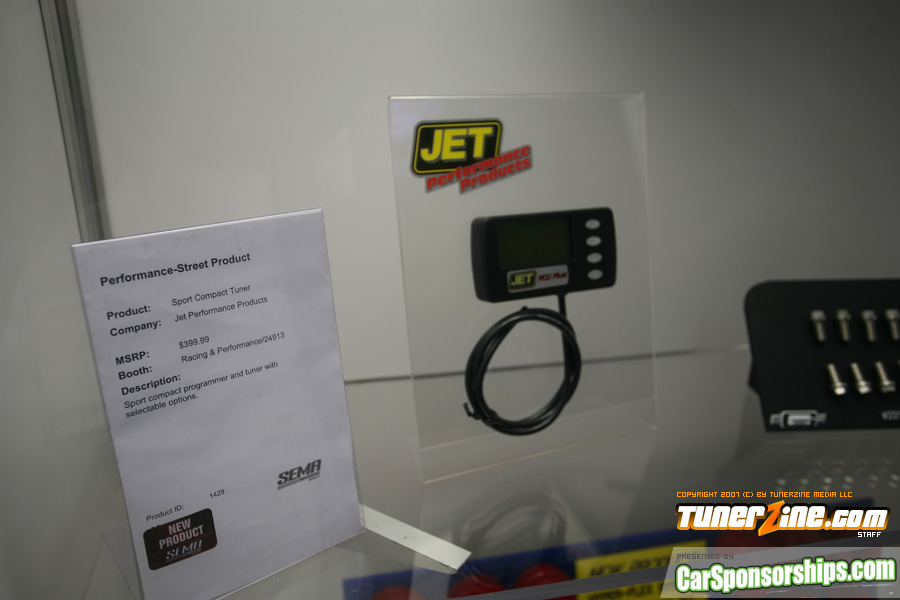 Performance-Street Product
Product: Sport Compact Tuner
Company: Jet Performance Products
MSRP: $399.99
Booth: Racing & Performance/24913
Description:
Sport compact programmer and tuner with
selectable options.
SEMA
Product ID: 1429
NEW
PRODUCT
SEMA
JET
performance
products
JET
COPYRIGHT 2007 (C) BY TUNERZINE MEDIA LLC
TUNERZINE.COM
STAFF
PRESENTED BY
CarSponsorships.com